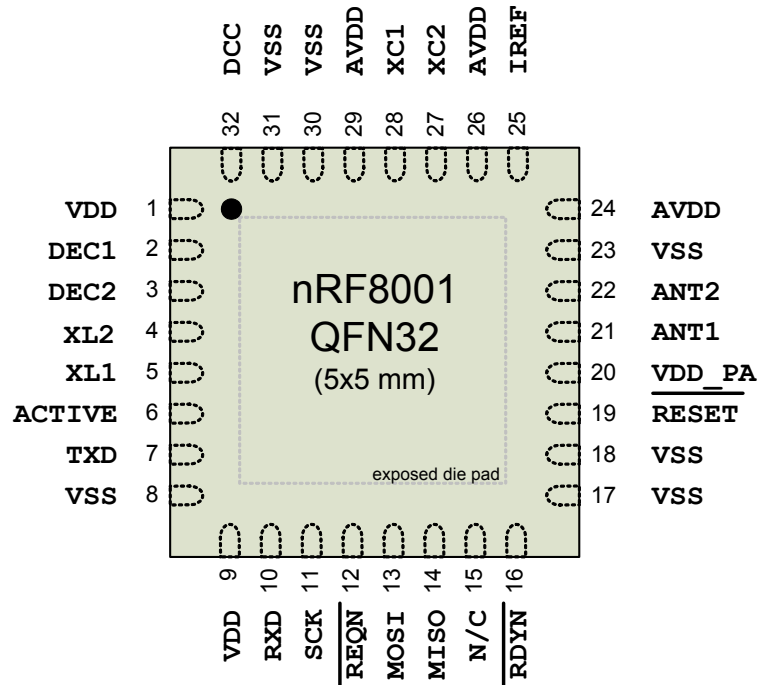 DCC
VSS
VSS
AVDD
XC1
XC2
AVDD
IREF
32
31
30
29
28
27
26
25
VDD 1
DEC1 2
DEC2 3
XL2 4
XL1 5
ACTIVE 6
TXD 7
VSS 8
nRF8001
QFN32
(5x5 mm)
exposed die pad
24 AVDD
23 VSS
22 ANT2
21 ANT1
20 VDD_PA
19 RESET
18 VSS
17 VSS
9
10
11
12
13
14
15
16
VDD
RXD
SCK
REQN
MOSI
MISO
N/C
RDYN